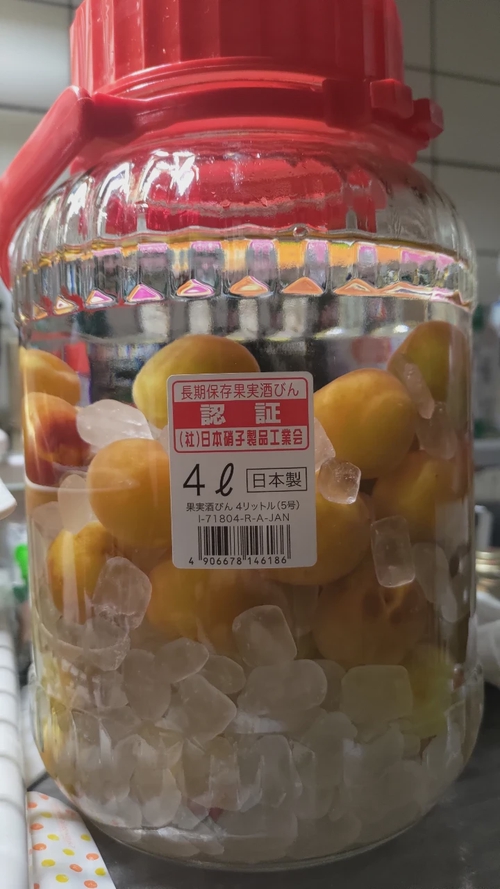 長期保存果実酒びん
認証
(社)日本硝子製品工業会
4ℓ 日本製
果実酒びん 4リットル(5号)
I-71804-R-A-JAN
4 906678 146186